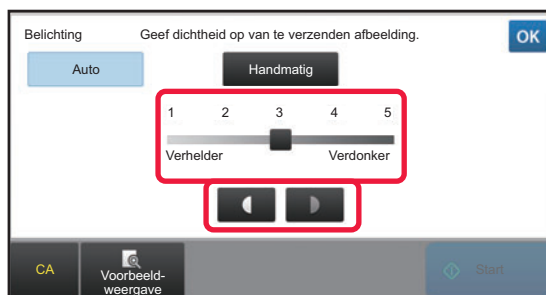 Belichting Geef dichtheid op van te verzenden afbeelding. OK
Auto Handmatig
1 2 3 4 5
Verhelder Verdonker
CA Voorbeeld-
weergave
Start